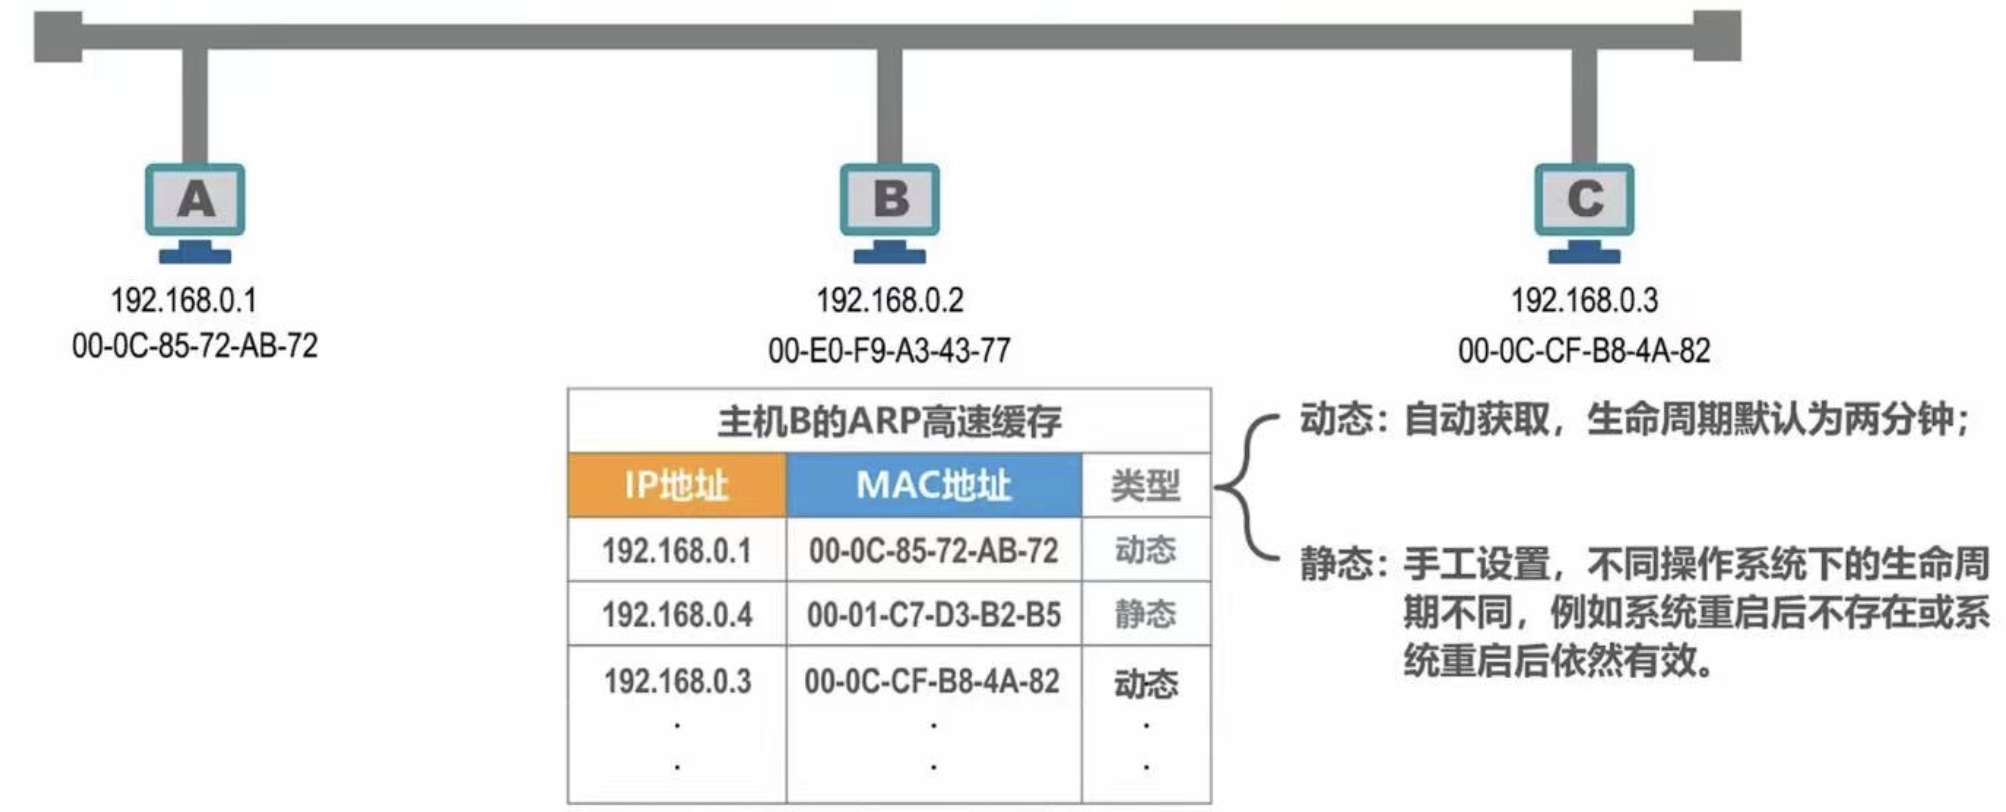 A
B
C
192.168.0.1
00-0C-85-72-AB-72
192.168.0.2
00-E0-F9-A3-43-77
192.168.0.3
00-0C-CF-B8-4A-82
主机B的ARP高速缓存
IP地址 MAC地址 类型
192.168.0.1 00-0C-85-72-AB-72 动态
192.168.0.4 00-01-C7-D3-B2-B5 静态
192.168.0.3 00-0C-CF-B8-4A-82 动态
. . .
. . .
动态：自动获取，生命周期默认为两分钟；
静态：手工设置，不同操作系统下的生命周
期不同，例如系统重启后不存在或系
统重启后依然有效。